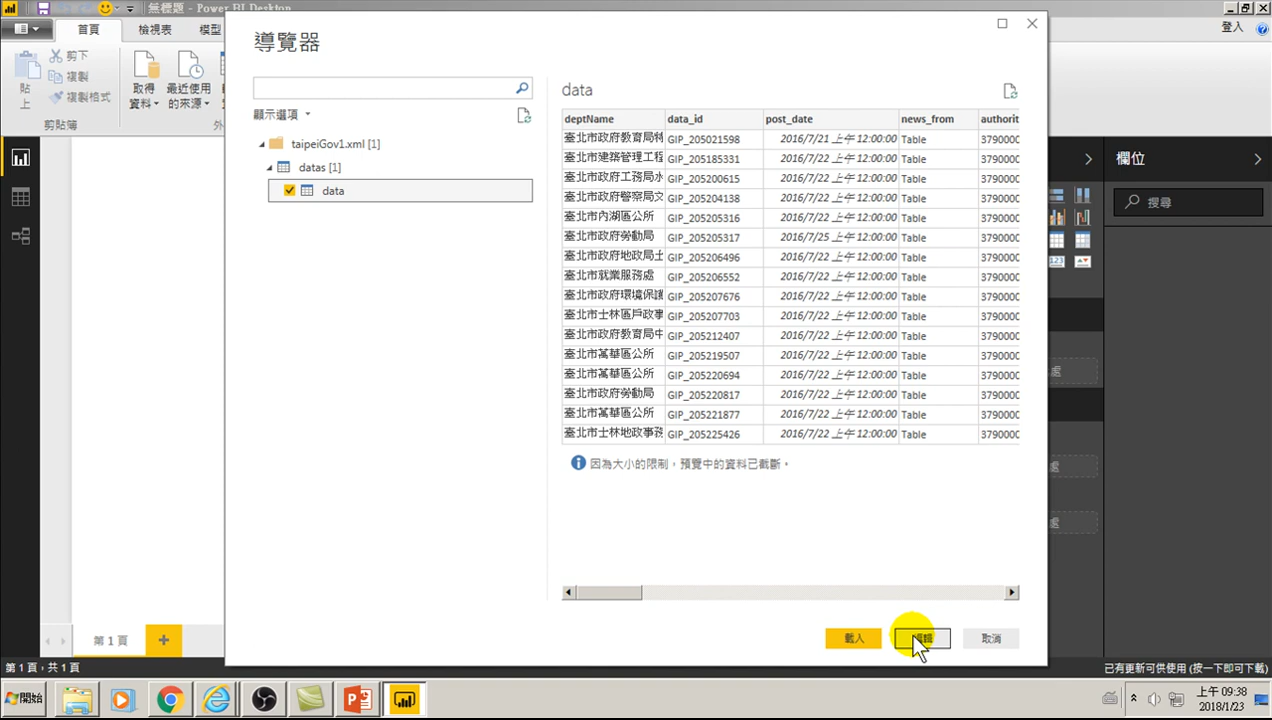 無標題 - Power BI Desktop
首頁
檢視表
模型
登入
貼上
剪下
複製
複製格式
剪貼簿
取得資料
最近使用的來源
導覽器
顯示選項
taipeiGov1.xml [1]
datas [1]
data
data
deptName data_id post_date news_from authorit
臺北市政府教育局特 GIP_205021598 2016/7/21 上午 12:00:00 Table 3790000
臺北市建築管理工程 GIP_205185331 2016/7/22 上午 12:00:00 Table 3790000
臺北市政府工務局水 GIP_205200615 2016/7/22 上午 12:00:00 Table 3790000
臺北市政府警察局文 GIP_205204138 2016/7/22 上午 12:00:00 Table 3790000
臺北市內湖區公所 GIP_205205316 2016/7/22 上午 12:00:00 Table 3790000
臺北市政府勞動局 GIP_205205317 2016/7/25 上午 12:00:00 Table 3790000
臺北市政府地政局土 GIP_205206496 2016/7/22 上午 12:00:00 Table 3790000
臺北市就業服務處 GIP_205206552 2016/7/22 上午 12:00:00 Table 3790000
臺北市政府環境保護 GIP_205207676 2016/7/22 上午 12:00:00 Table 3790000
臺北市士林區戶政事 GIP_205207703 2016/7/22 上午 12:00:00 Table 3790000
臺北市政府教育局中 GIP_205212407 2016/7/22 上午 12:00:00 Table 3790000
臺北市萬華區公所 GIP_205219507 2016/7/22 上午 12:00:00 Table 3790000
臺北市萬華區公所 GIP_205220694 2016/7/22 上午 12:00:00 Table 3790000
臺北市政府勞動局 GIP_205220817 2016/7/22 上午 12:00:00 Table 3790000
臺北市萬華區公所 GIP_205221877 2016/7/22 上午 12:00:00 Table 3790000
臺北市士林地政事務 GIP_205225426 2016/7/22 上午 12:00:00 Table 3790000
因為大小的限制，預覽中的資料已截斷。
載入
取消
欄位
搜尋
123
處
處
處
第 1 頁
第 1 頁，共 1 頁
已有更新可供使用 (按一下即可下載)
開始
上午 09:38
2018/1/23